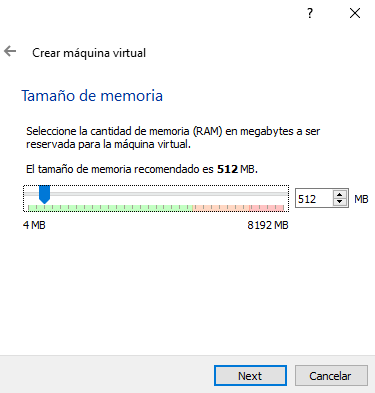 ?
Crear máquina virtual
Tamaño de memoria
Seleccione la cantidad de memoria (RAM) en megabytes a ser
reservada para la máquina virtual.
El tamaño de memoria recomendado es 512 MB.
512 MB
4 MB 8192 MB
Next Cancelar